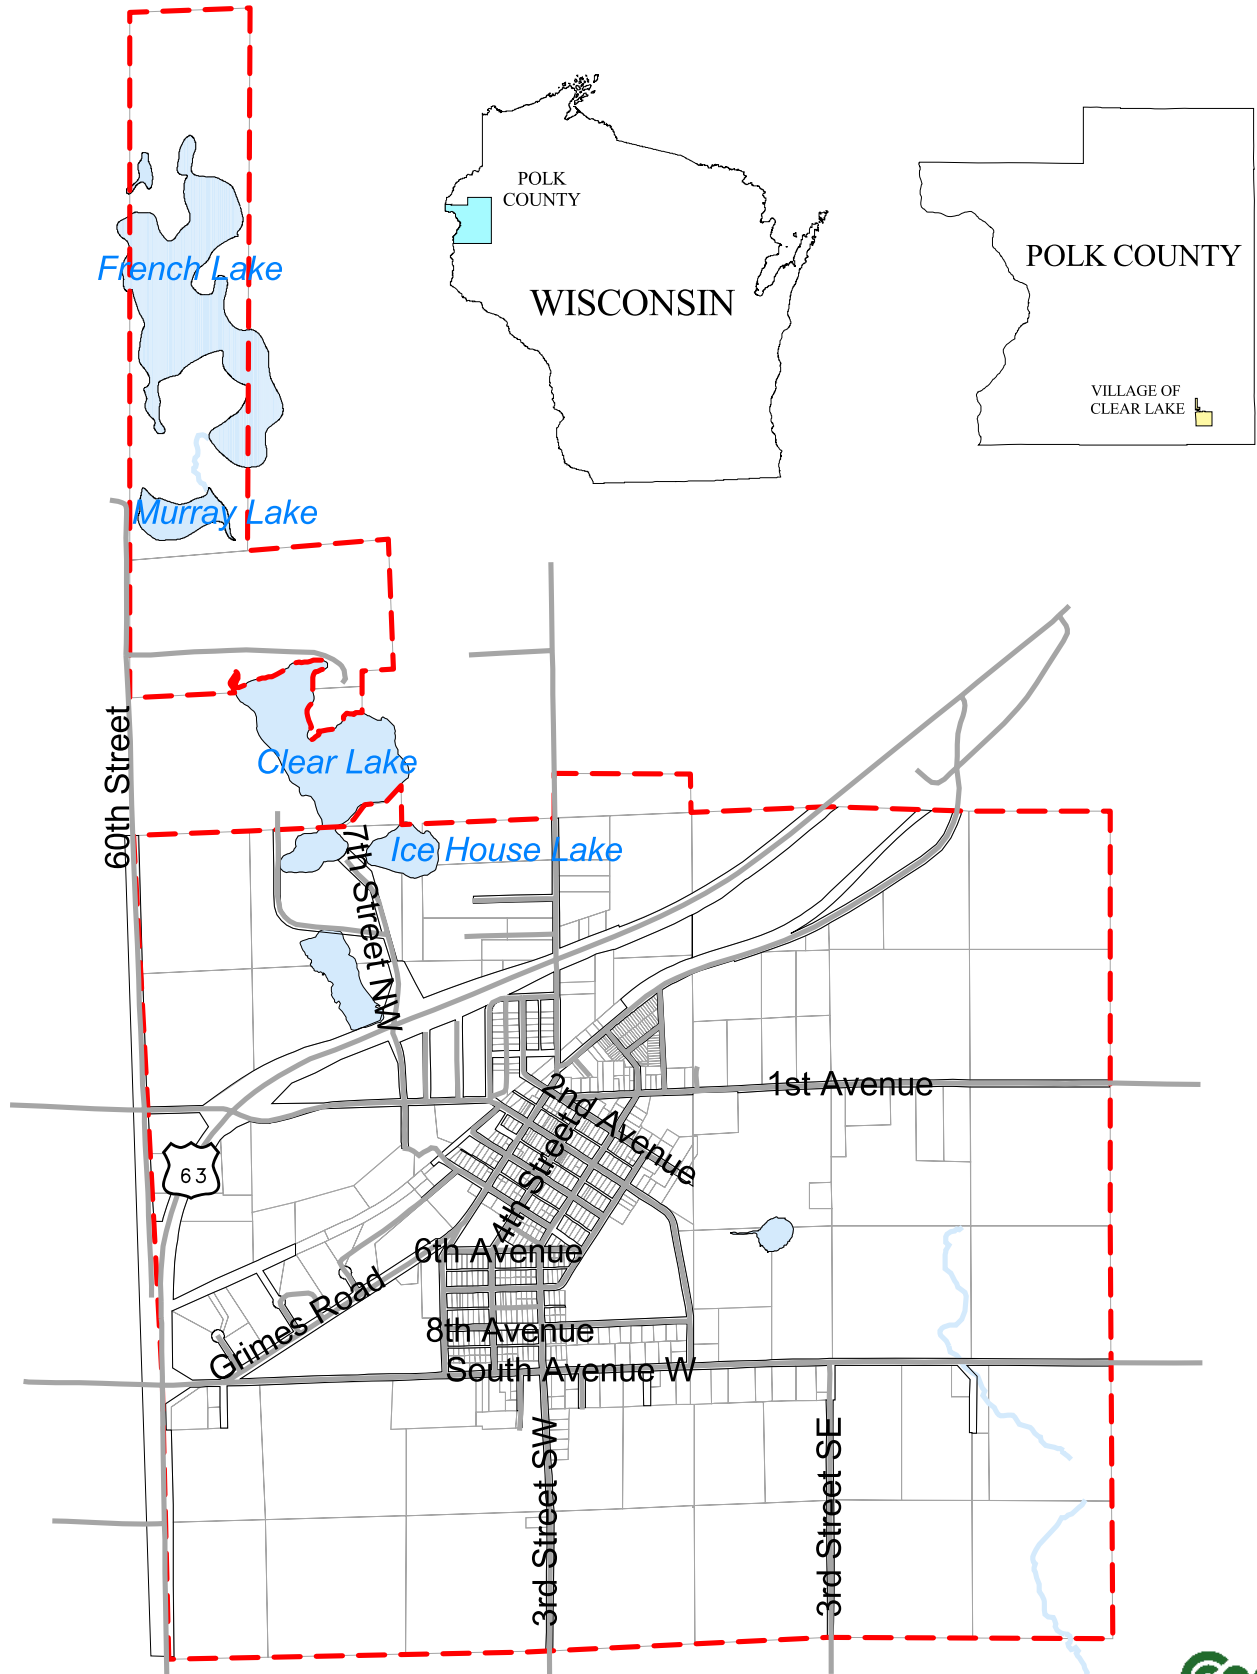 POLK
COUNTY
WISCONSIN
POLK COUNTY
VILLAGE OF
CLEAR LAKE
French Lake
Murray Lake
60th Street
Clear Lake
7th Street NW
Ice House Lake
1st Avenue
2nd Avenue
63
4th Street
6th Avenue
Grimes Road
8th Avenue
South Avenue W
3rd Street SW
3rd Street SE